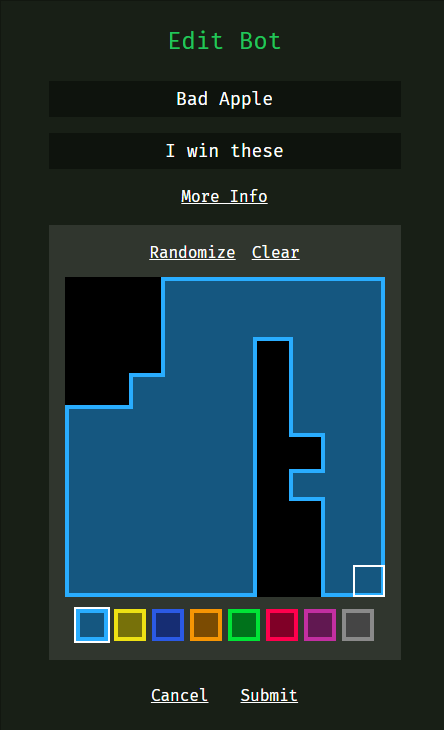 Edit Bot
Bad Apple
I win these
More Info
Randomize Clear
Cancel Submit